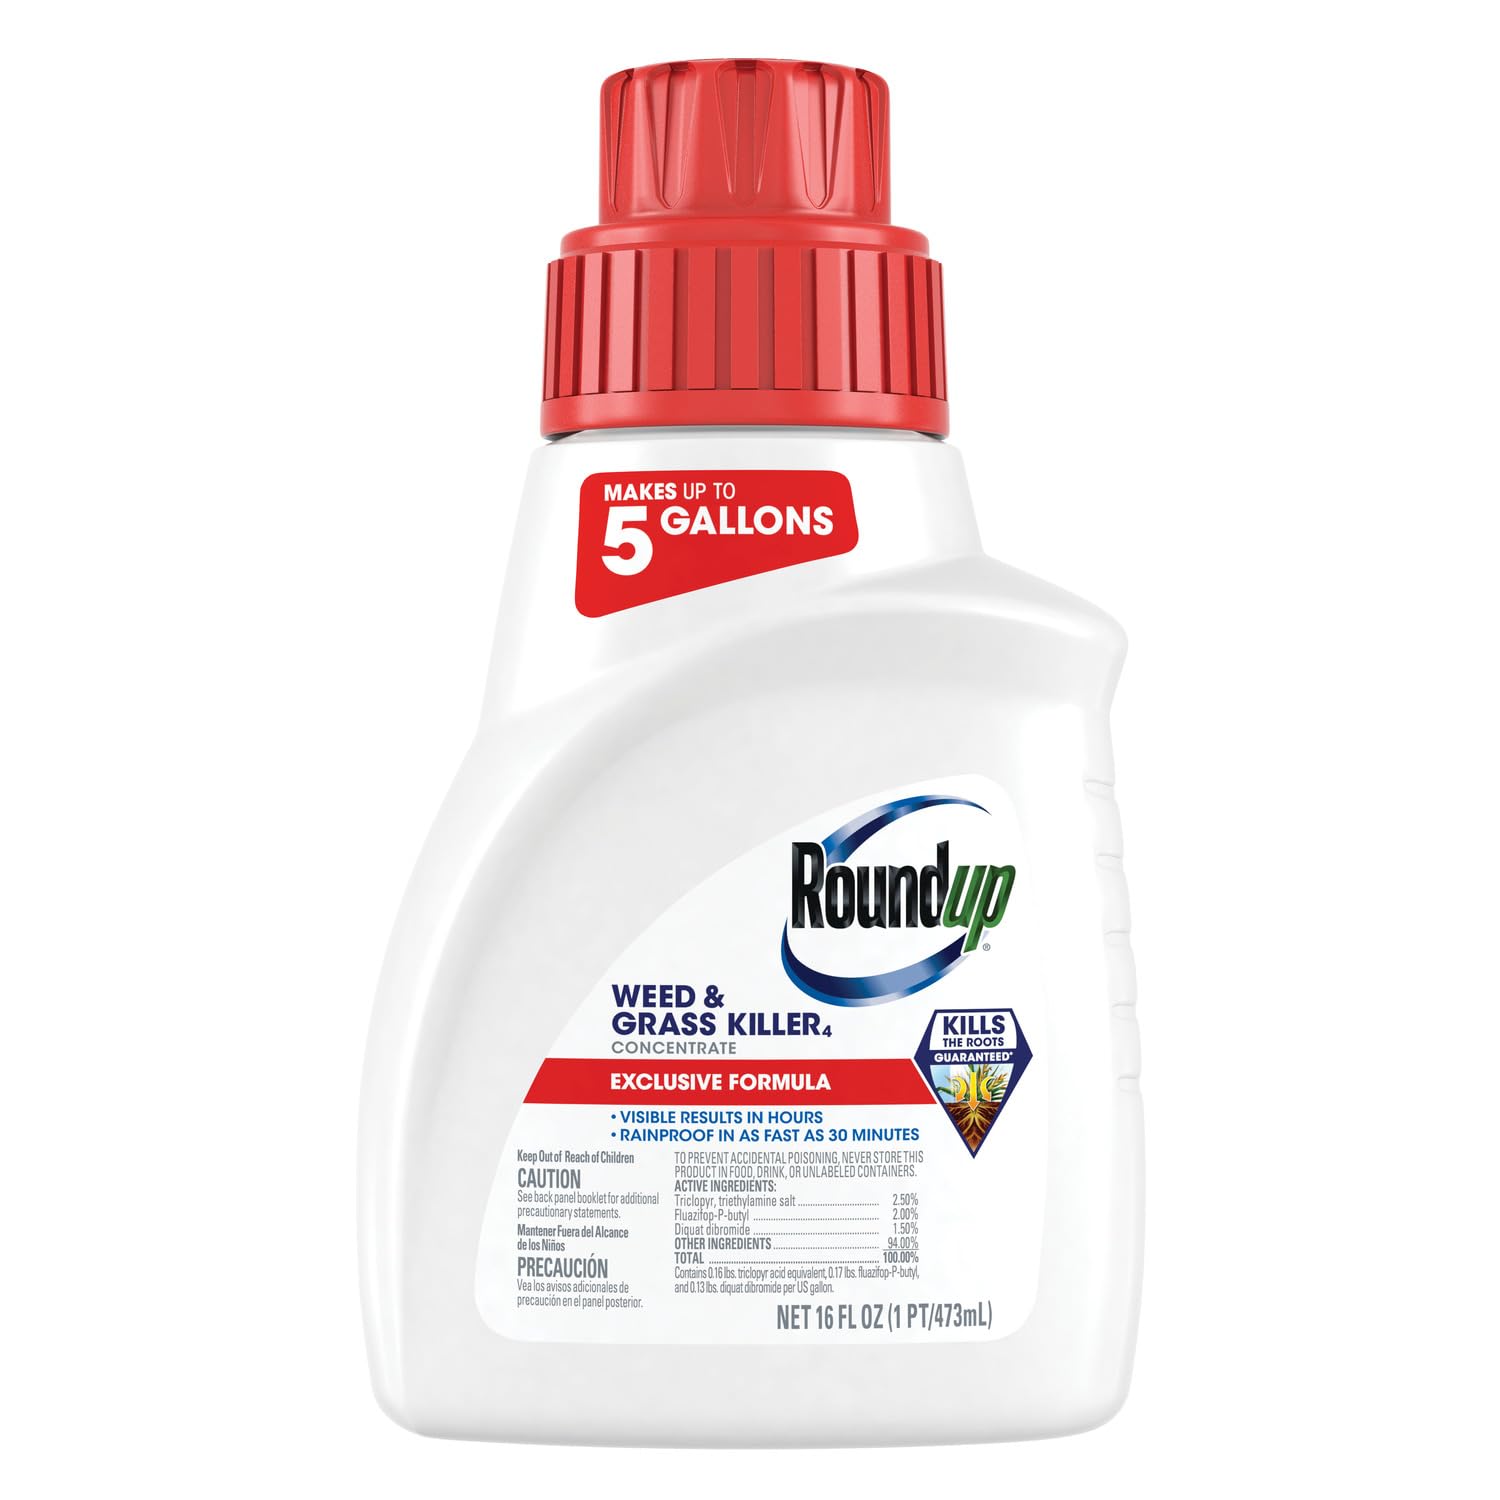 MAKES UP TO
5 GALLONS
Roundup®
WEED &
GRASS KILLER4
CONCENTRATE
KILLS
THE ROOTS
GUARANTEED*
EXCLUSIVE FORMULA
• VISIBLE RESULTS IN HOURS
• RAINPROOF IN AS FAST AS 30 MINUTES
Keep Out of Reach of Children
CAUTION
See back panel booklet for additional
precautionary statements.
Mantener Fuera del Alcance
de los Niños
PRECAUCIÓN
Vea los avisos adicionales de
precaución en el panel posterior.
TO PREVENT ACCIDENTAL POISONING, NEVER STORE THIS
PRODUCT IN FOOD, DRINK, OR UNLABELED CONTAINERS.
ACTIVE INGREDIENTS:
Triclopyr, triethylamine salt 2.50%
Fluazifop-P-butyl 2.00%
Diquat dibromide 1.50%
OTHER INGREDIENTS 94.00%
TOTAL 100.00%
Contains 0.16 lbs. triclopyr acid equivalent, 0.17 lbs. fluazifop-P-butyl,
and 0.13 lbs. diquat dibromide per US gallon.
NET 16 FL OZ (1 PT/473mL)